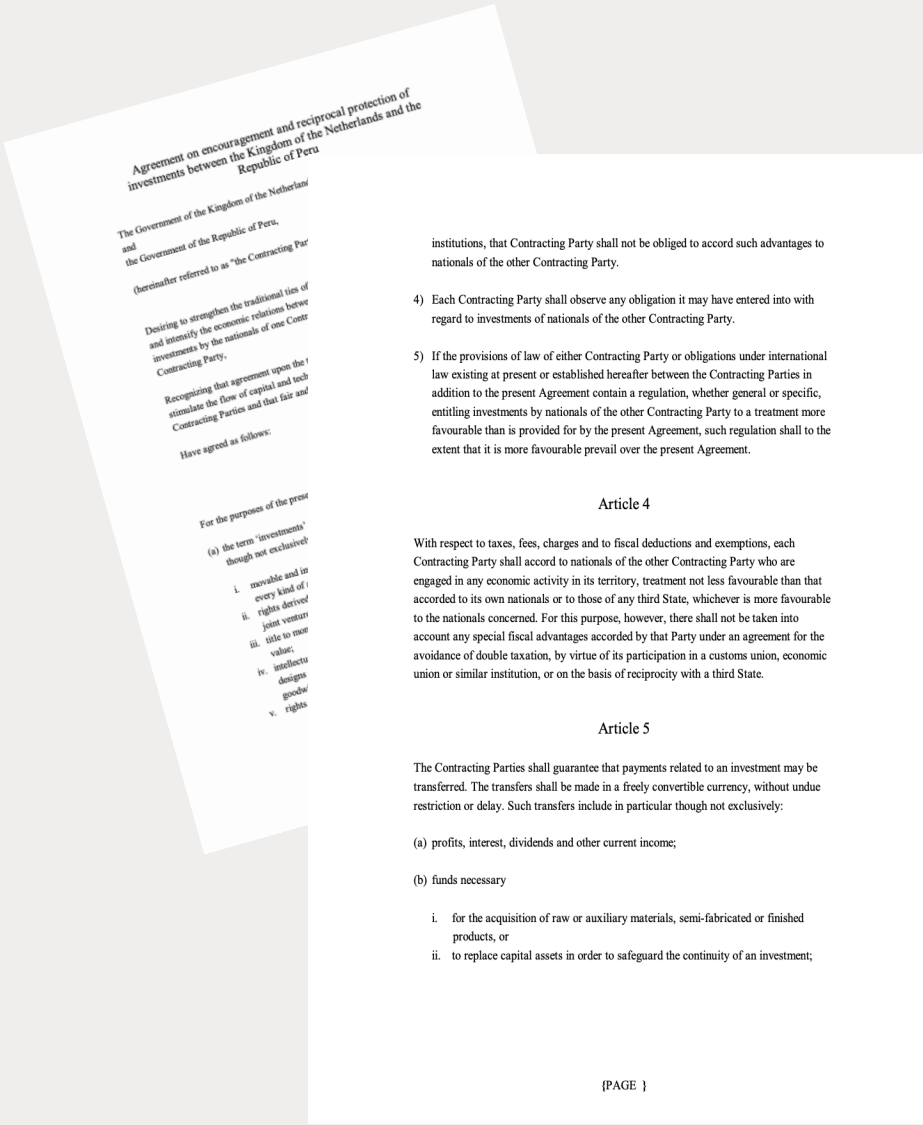 Agreement on encouragement and reciprocal protection of
investments between the Kingdom of the Netherlands and the
Republic of Peru
The Government of the Kingdom of the Netherlan
and
the Government of the Republic of Peru,
(hereinafter referred to as "the Contracting Par
Desiring to strengthen the traditional ties of
and intensify the economic relations betwe
investments by the nationals of one Contr
Contracting Party,
Recognizing that agreement upon the
stimulate the flow of capital and tech
Contracting Parties and that fair and
Have agreed as follows:
For the purposes of the prese
(a) the term 'investments'
though not exclusivel
i. movable and in
every kind of
ii. rights derived
joint ventur
iii. title to mon
value;
iv. intellectu
designs
goodw
v. rights
institutions, that Contracting Party shall not be obliged to accord such advantages to
nationals of the other Contracting Party.
4) Each Contracting Party shall observe any obligation it may have entered into with
regard to investments of nationals of the other Contracting Party.
5) If the provisions of law of either Contracting Party or obligations under international
law existing at present or established hereafter between the Contracting Parties in
addition to the present Agreement contain a regulation, whether general or specific,
entitling investments by nationals of the other Contracting Party to a treatment more
favourable than is provided for by the present Agreement, such regulation shall to the
extent that it is more favourable prevail over the present Agreement.
Article 4
With respect to taxes, fees, charges and to fiscal deductions and exemptions, each
Contracting Party shall accord to nationals of the other Contracting Party who are
engaged in any economic activity in its territory, treatment not less favourable than that
accorded to its own nationals or to those of any third State, whichever is more favourable
to the nationals concerned. For this purpose, however, there shall not be taken into
account any special fiscal advantages accorded by that Party under an agreement for the
avoidance of double taxation, by virtue of its participation in a customs union, economic
union or similar institution, or on the basis of reciprocity with a third State.
Article 5
The Contracting Parties shall guarantee that payments related to an investment may be
transferred. The transfers shall be made in a freely convertible currency, without undue
restriction or delay. Such transfers include in particular though not exclusively:
(a) profits, interest, dividends and other current income;
(b) funds necessary
i. for the acquisition of raw or auxiliary materials, semi-fabricated or finished
products, or
ii. to replace capital assets in order to safeguard the continuity of an investment;
{PAGE }